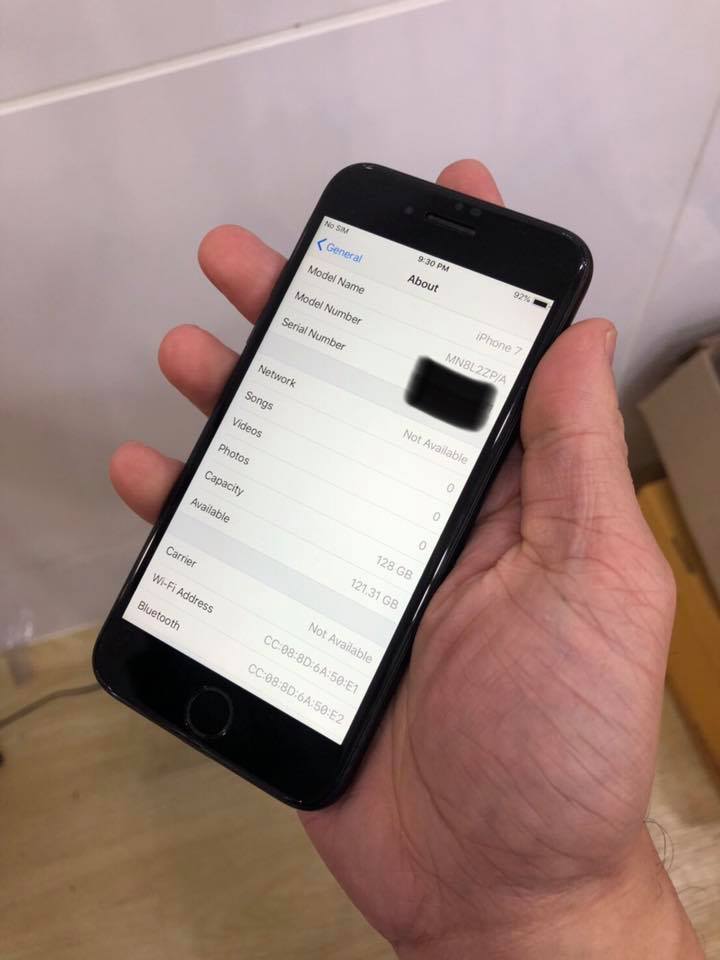 No SIM 9:30 PM 92%
General About
Model Name iPhone 7
Model Number MN8L2ZP/A
Serial Number
Network Not Available
Songs 0
Videos 0
Photos 0
Capacity 128 GB
Available 121.31 GB
Carrier Not Available
Wi-Fi Address CC:08:8D:6A:50:E1
Bluetooth CC:08:8D:6A:50:E2